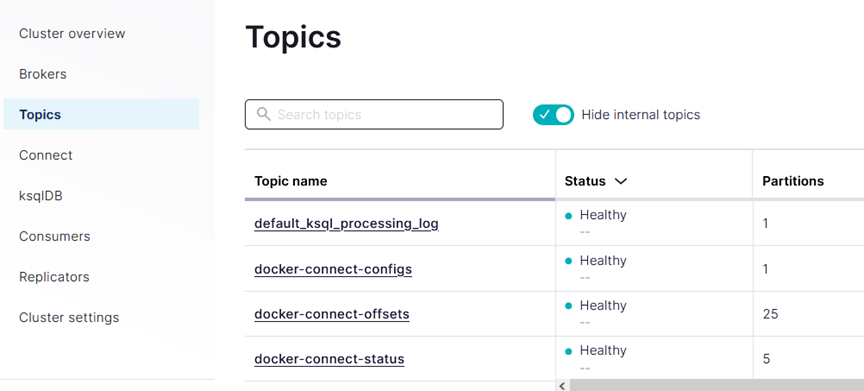 Cluster overview
Brokers
Topics
Connect
ksqlDB
Consumers
Replicators
Cluster settings
Topics
Search topics
Hide internal topics
Topic name Status Partitions
default_ksql_processing_log Healthy 1
--
docker-connect-configs Healthy 1
--
docker-connect-offsets Healthy 25
--
docker-connect-status Healthy 5
--